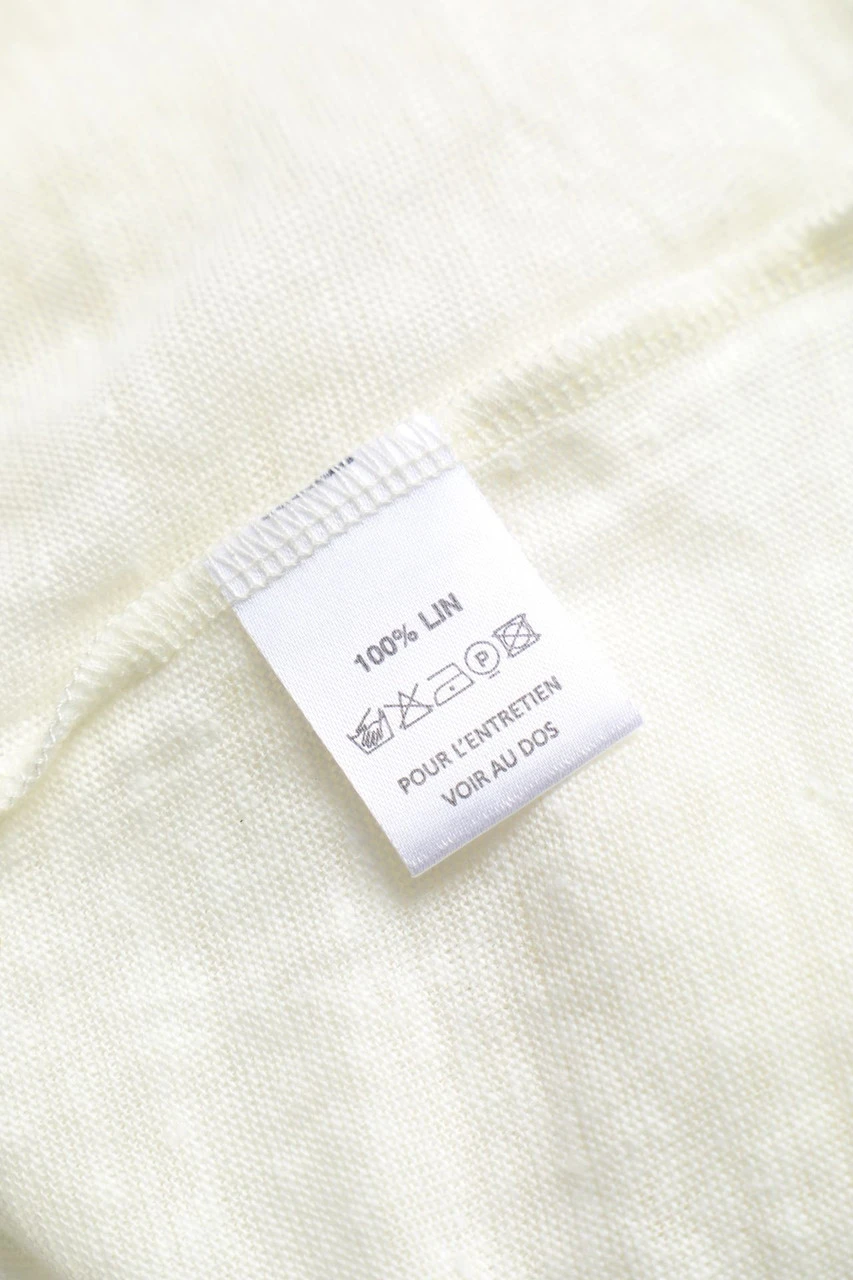 100% LIN
P
POUR L'ENTRETIEN
VOIR AU DOS